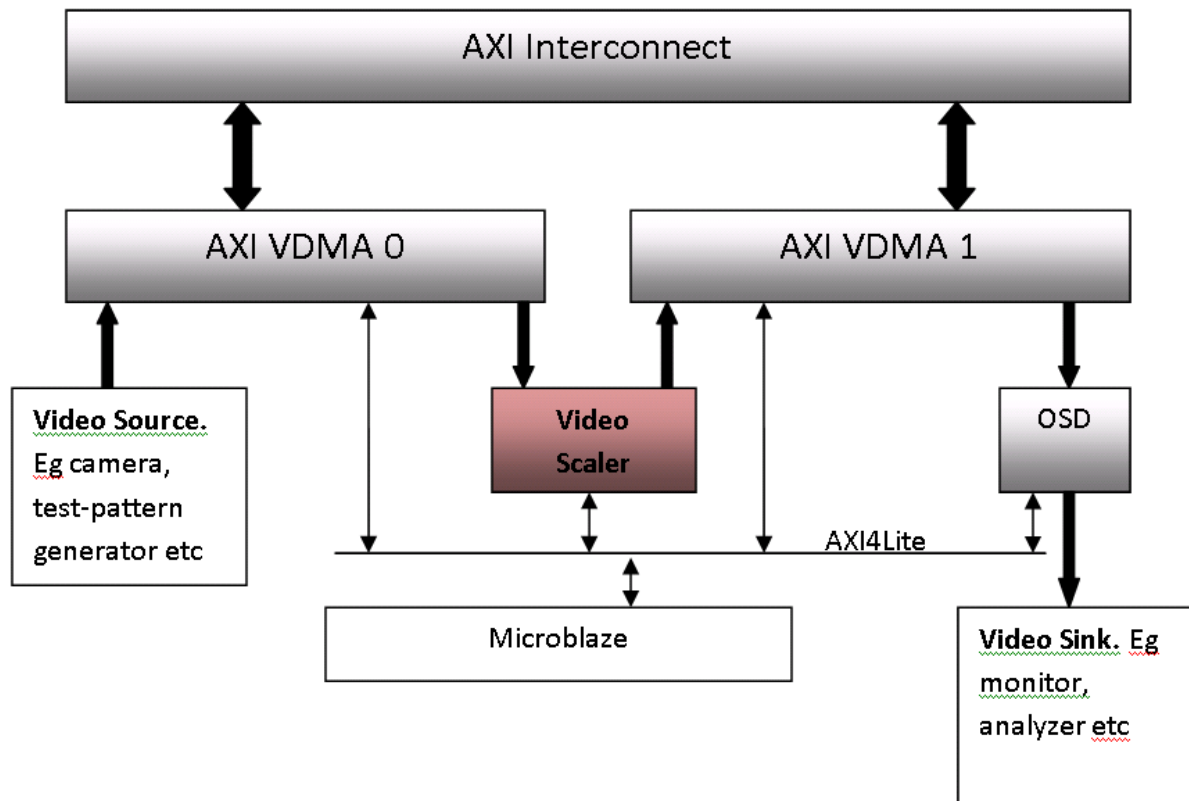 AXI Interconnect
AXI VDMA 0
AXI VDMA 1
Video Source.
Eg camera,
test-pattern
generator etc
Video
Scaler
OSD
AXI4Lite
Microblaze
Video Sink. Eg
monitor,
analyzer etc